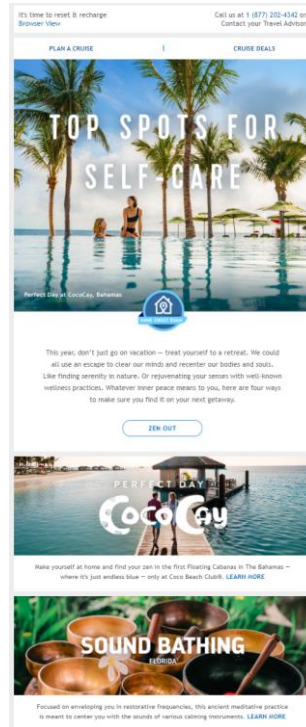 It's time to reset & recharge
Browser View
Call us at 1 (877) 202-4342 or
Contact your Travel Advisor
PLAN A CRUISE
|
CRUISE DEALS
TOP SPOTS FOR
SELF-CARE
Perfect Day at CocoCay, Bahamas
This year, don't just go on vacation — treat yourself to a retreat. We could
all use an escape to clear our minds and recenter our bodies and souls.
Like finding serenity in nature. Or rejuvenating your senses with well-known
wellness practices. Whatever inner peace means to you, here are four ways
to make sure you find it on your next getaway.
ZEN OUT
PERFECT DAY
CocoCay
Make yourself at home and find your zen in the first Floating Cabanas in The Bahamas —
where it's just endless blue — only at Coco Beach Club®. LEARN MORE
SOUND BATHING
FLORIDA
Focused on enveloping you in restorative frequencies, this ancient meditative practice
is meant to center you with the sounds of various calming instruments. LEARN MORE